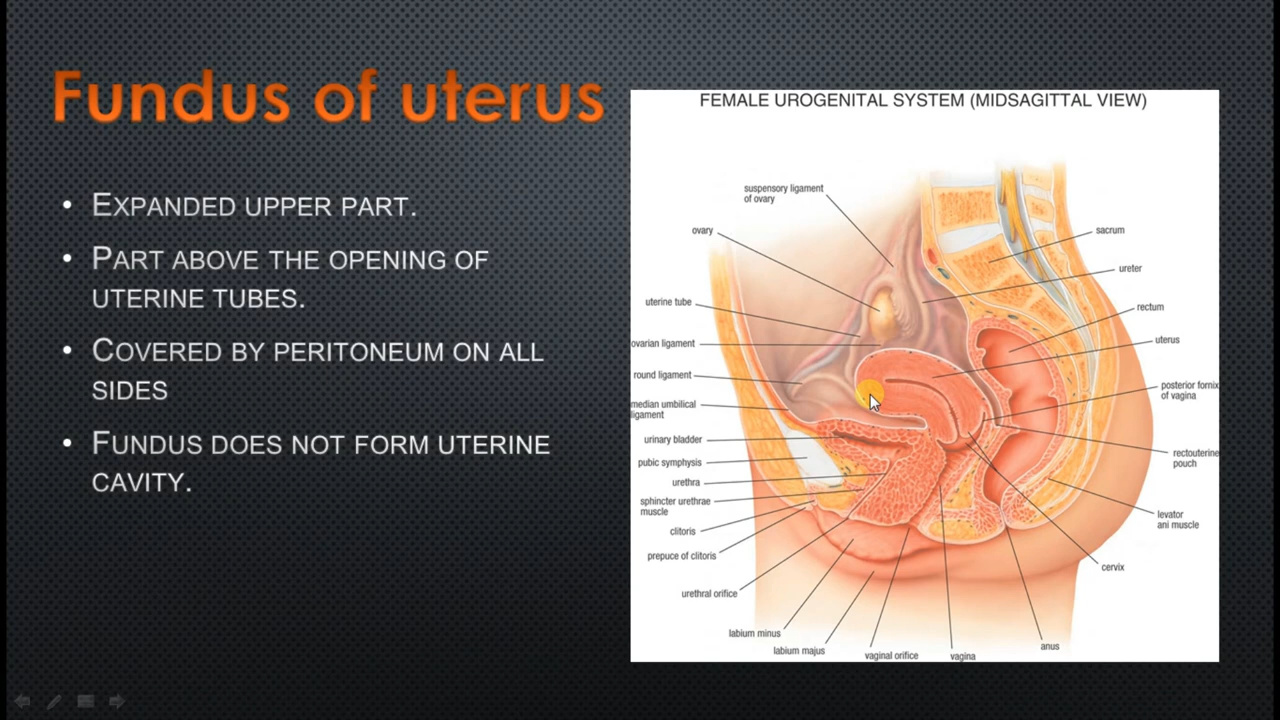 Fundus of uterus
• EXPANDED UPPER PART.
• PART ABOVE THE OPENING OF
UTERINE TUBES.
• COVERED BY PERITONEUM ON ALL
SIDES
• FUNDUS DOES NOT FORM UTERINE
CAVITY.
FEMALE UROGENITAL SYSTEM (MIDSAGITTAL VIEW)
suspensory ligament
of ovary
ovary
uterine tube
ovarian ligament
round ligament
median umbilical
ligament
urinary bladder
pubic symphysis
urethra
sphincter urethrae
muscle
clitoris
prepuce of clitoris
urethral orifice
labium minus
labium majus
vaginal orifice
vagina
anus
cervix
levator
ani muscle
rectouterine
pouch
posterior fornix
of vagina
uterus
rectum
ureter
sacrum